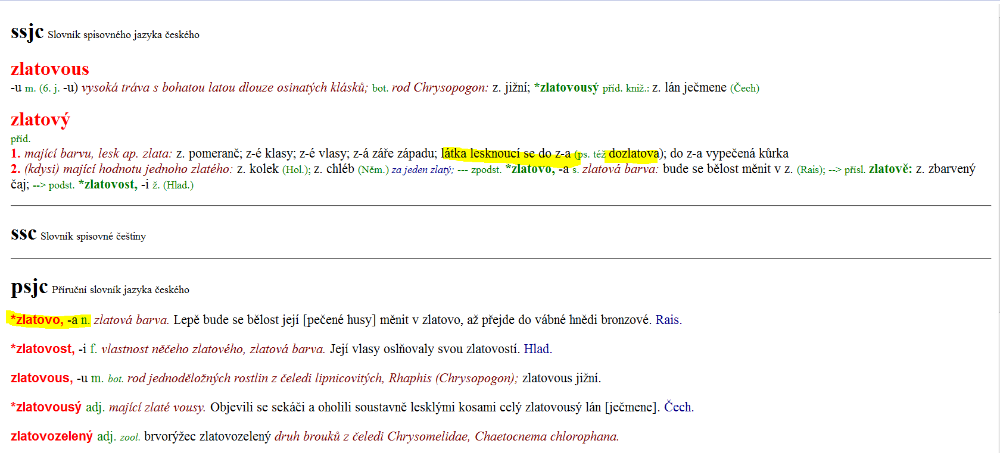 ssjc Slovník spisovného jazyka českého
zlatovous
-u m. (6. j. -u) vysoká tráva s bohatou latou dlouze osinatých klásků; bot. rod Chrysopogon: z. jižní; *zlatovousý příd. kniž.: z. lán ječmene (Čech)
zlatový
příd.
1. mající barvu, lesk ap. zlata: z. pomeranč; z-é klasy; z-é vlasy; z-á záře západu; látka lesknoucí se do z-a (ps. též dozlatova); do z-a vypečená kůrka
2. (kdysi) mající hodnotu jednoho zlatého: z. kolek (Hol.); z. chléb (Něm.) za jeden zlatý; --- zpodst. *zlatovo, -a s. zlatová barva: bude se bělost měnit v z. (Rais); --> přísl. zlatově: z. zbarvený
čaj; --> podst. *zlatovost, -i ž. (Hlad.)
ssc Slovník spisovné češtiny
psjc Příruční slovník jazyka českého
*zlatovo, -a n. zlatová barva. Lepě bude se bělost její [pečené husy] měnit v zlatovo, až přejde do vábné hnědi bronzové. Rais.
*zlatovost, -i f. vlastnost něčeho zlatového, zlatová barva. Její vlasy oslňovaly svou zlatovostí. Hlad.
zlatovous, -u m. bot. rod jednoděložných rostlin z čeledi lipnicovitých, Rhaphis (Chrysopogon); zlatovous jižní.
*zlatovousý adj. mající zlaté vousy. Objevili se sekáči a oholili soustavně lesklými kosami celý zlatovousý lán [ječmene]. Čech.
zlatovozelený adj. zool. brvorýžec zlatovozelený druh brouků z čeledi Chrysomelidae, Chaetocnema chlorophana.